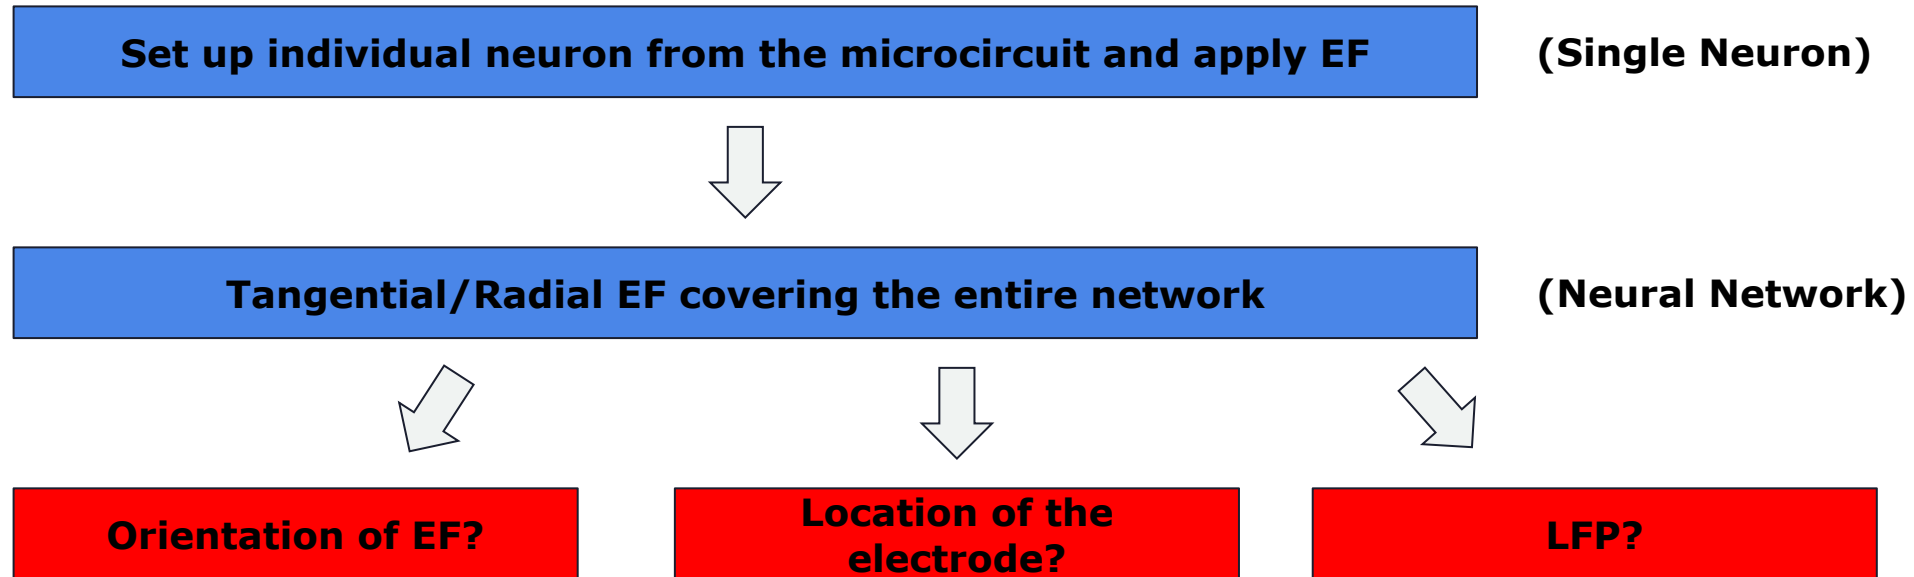 Set up individual neuron from the microcircuit and apply EF
(Single Neuron)
Tangential/Radial EF covering the entire network
(Neural Network)
Orientation of EF?
Location of the
electrode?
LFP?